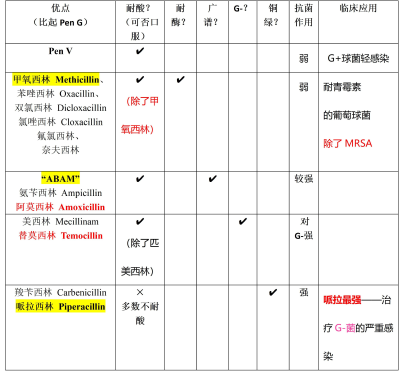 优点
（比起 Pen G）
耐酸？
（可否口
服）
耐
酶？
广
谱？
G-？
铜
绿？
抗菌
作用
临床应用
Pen V
✔
弱
G+球菌轻感染
甲氧西林 Methicillin、
苯唑西林 Oxacillin、
双氯西林 Dicloxacillin
氯唑西林 Cloxacillin
氟氯西林、
奈夫西林
✔
（除了甲
氧西林）
✔
弱
耐青霉素
的葡萄球菌
除了 MRSA
“ABAM”
氨苄西林 Ampicillin
阿莫西林 Amoxicillin
✔
✔
较强
美西林 Mecillinam
替莫西林 Temocillin
✔
（除了匹
美西林）
✔
对
G-强
羧苄西林 Carbenicillin
哌拉西林 Piperacillin
×
多数不耐
酸
✔
强
哌拉最强——治
疗 G-菌的严重感
染